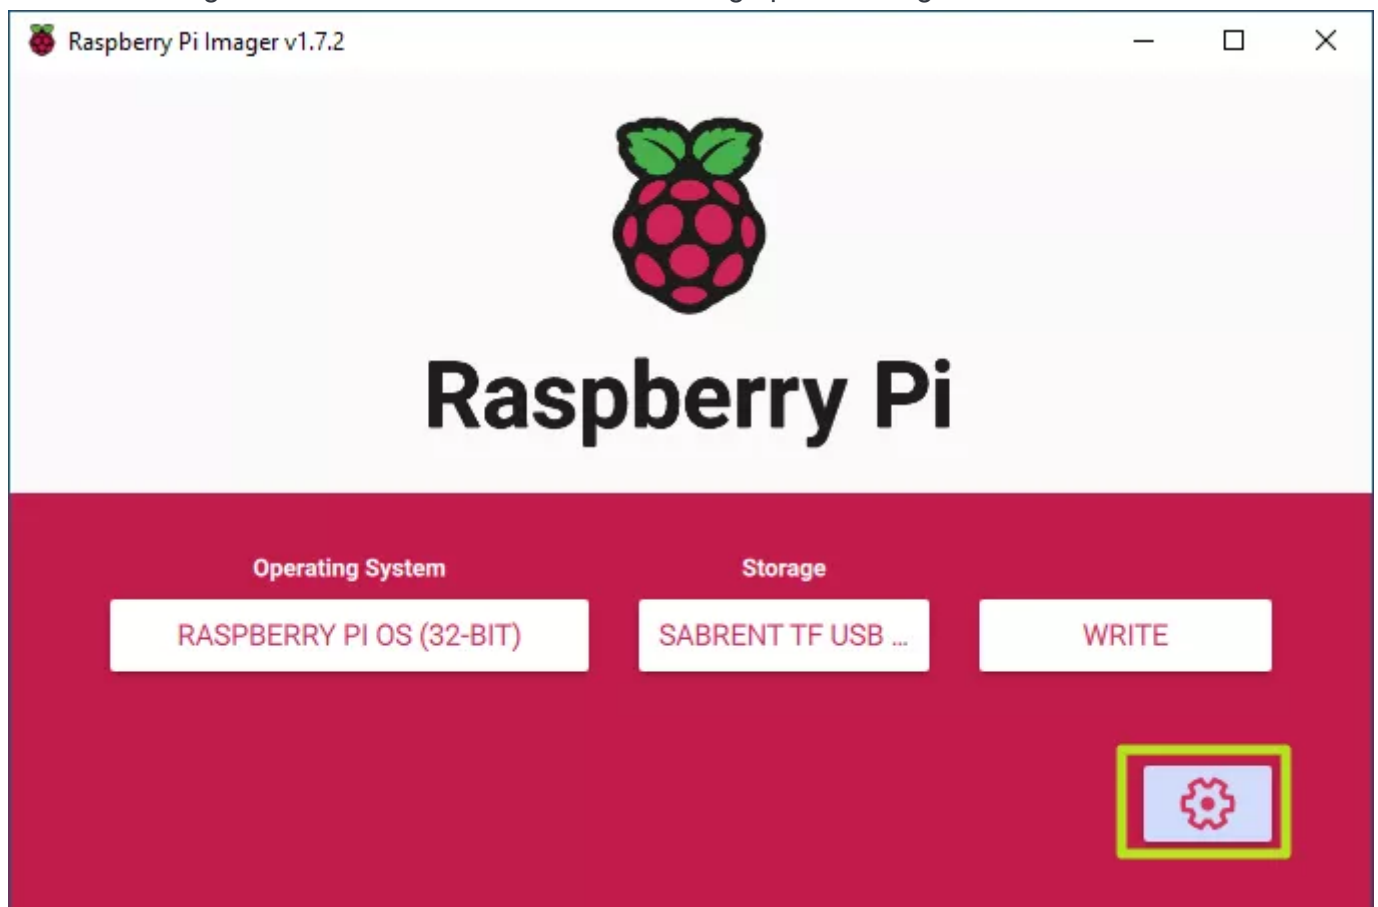 Raspberry Pi Imager v1.7.2
Raspberry Pi
Operating System
Storage
RASPBERRY PI OS (32-BIT)
SABRENT TF USB ...
WRITE